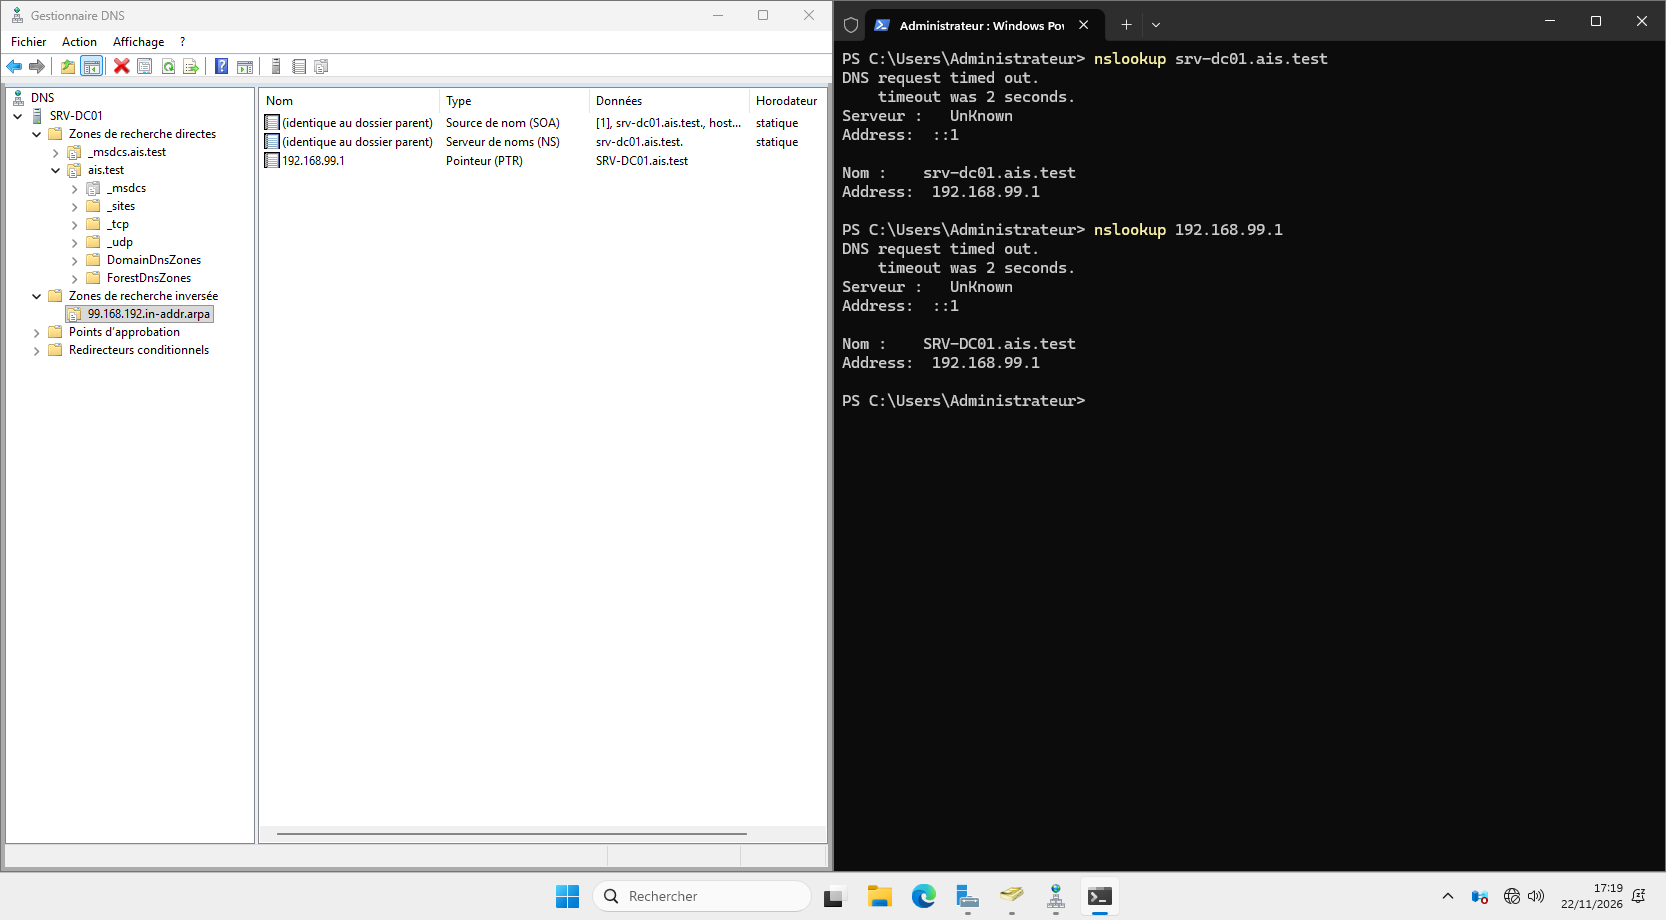 Gestionnaire DNS
Fichier Action Affichage ?
DNS
SRV-DC01
Zones de recherche directes
_msdcs.ais.test
ais.test
_msdcs
_sites
_tcp
_udp
DomainDnsZones
ForestDnsZones
Zones de recherche inversée
99.168.192.in-addr.arpa
Points d'approbation
Redirecteurs conditionnels
Nom Type Données Horodateur
(identique au dossier parent) Source de nom (SOA) [1], srv-dc01.ais.test., host... statique
(identique au dossier parent) Serveur de noms (NS) srv-dc01.ais.test. statique
192.168.99.1 Pointeur (PTR) SRV-DC01.ais.test
Administrateur : Windows Po
PS C:\Users\Administrateur> nslookup srv-dc01.ais.test
DNS request timed out.
    timeout was 2 seconds.
Serveur :   UnKnown
Address:  ::1
Nom :    srv-dc01.ais.test
Address:  192.168.99.1
PS C:\Users\Administrateur> nslookup 192.168.99.1
DNS request timed out.
    timeout was 2 seconds.
Serveur :   UnKnown
Address:  ::1
Nom :    SRV-DC01.ais.test
Address:  192.168.99.1
PS C:\Users\Administrateur>
Rechercher
17:19
22/11/2026